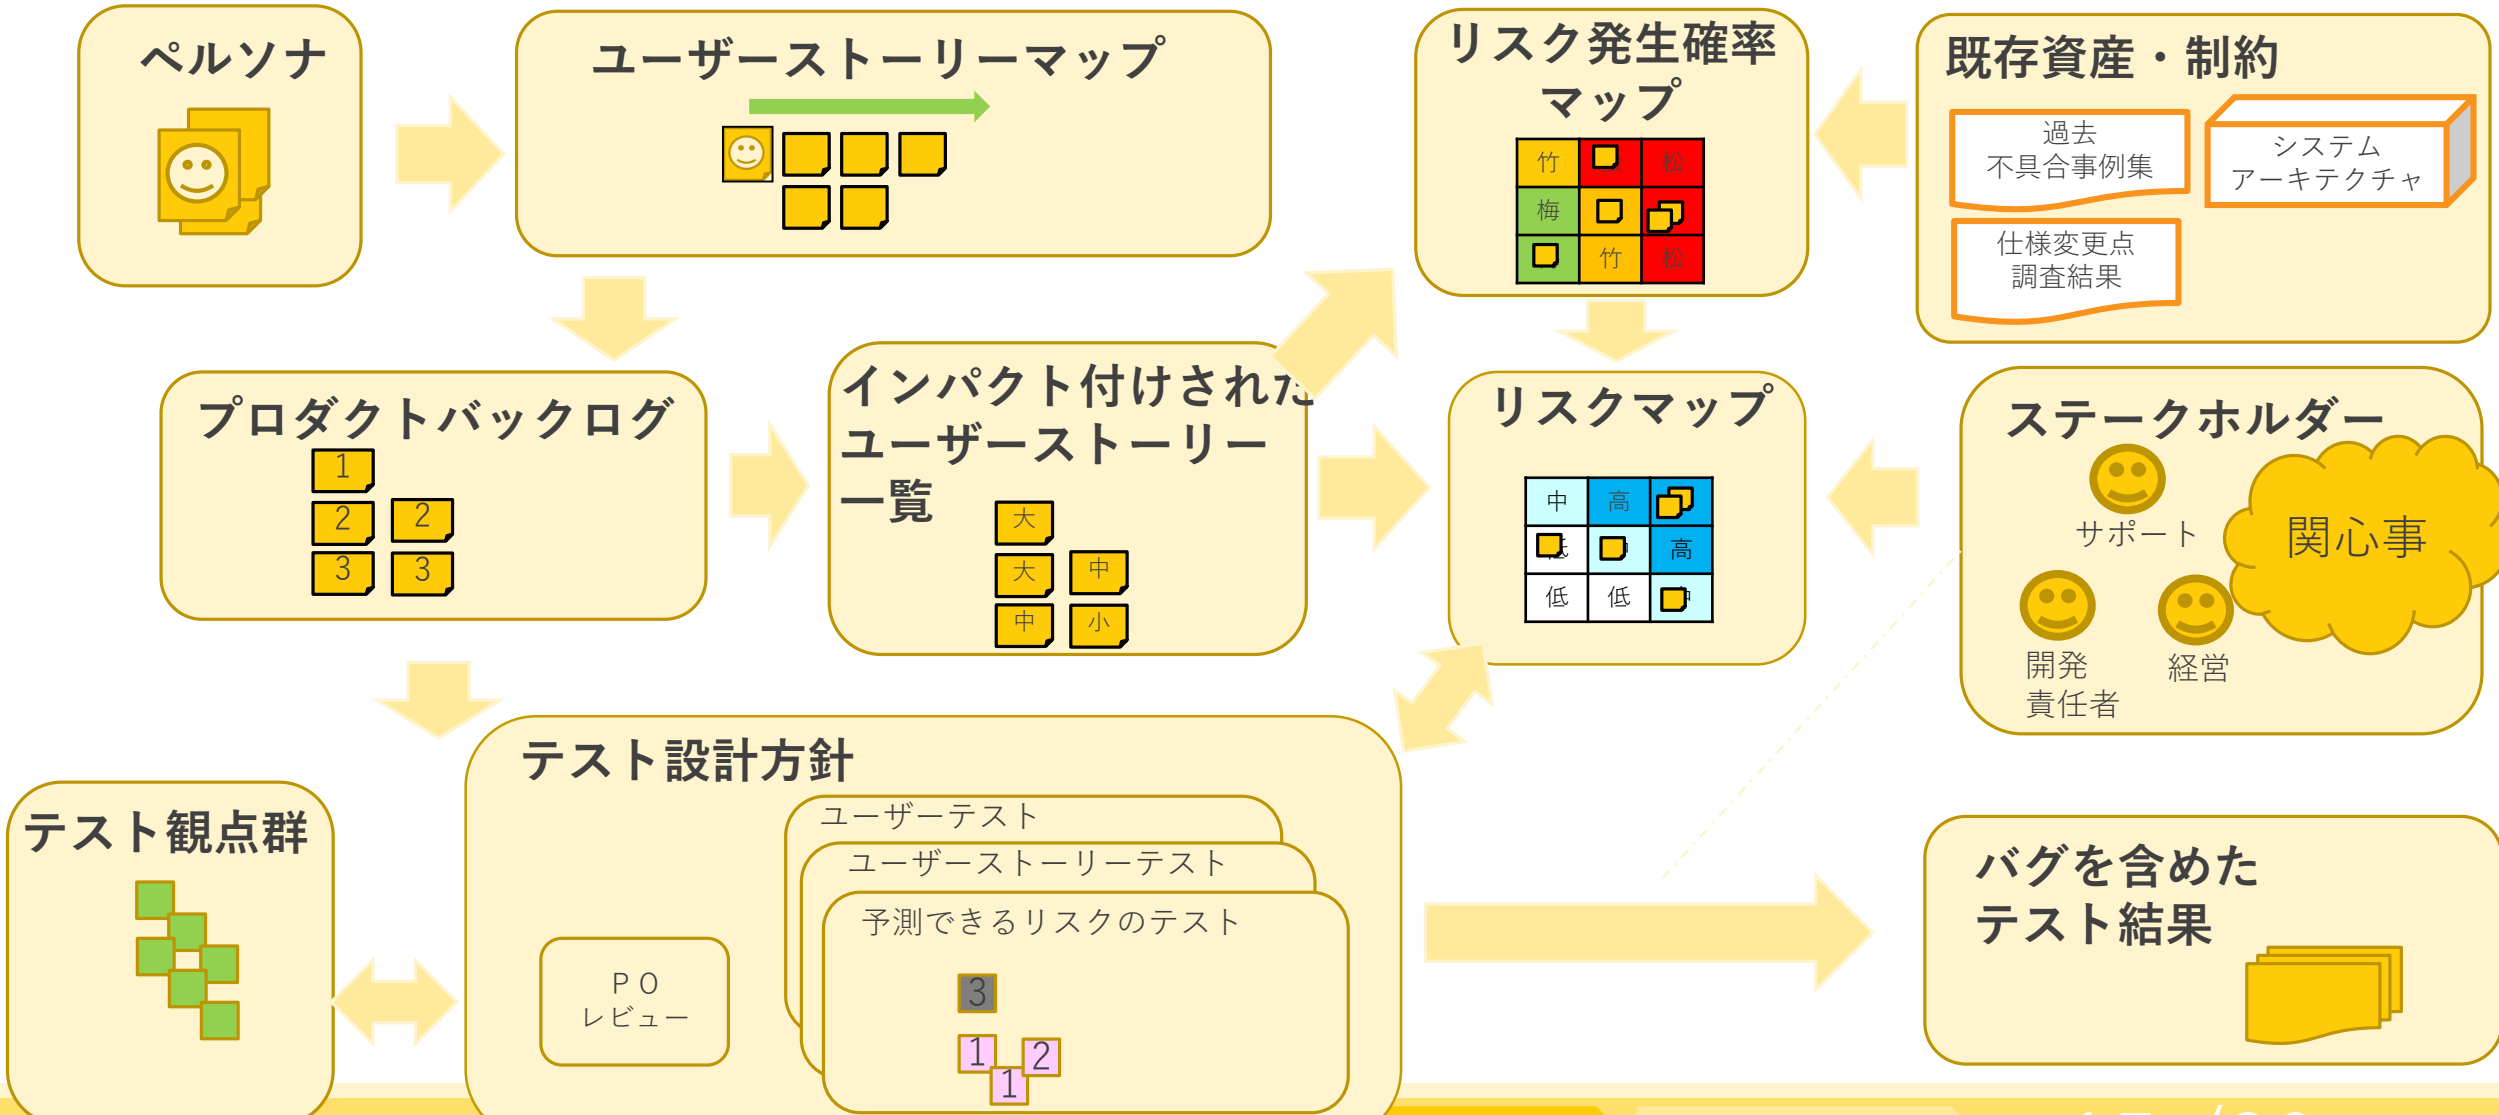 ペルソナ
ユーザーストーリーマップ
リスク発生確率
マップ
竹
松
梅
竹
松
既存資産・制約
過去
不具合事例集
システム
アーキテクチャ
仕様変更点
調査結果
プロダクトバックログ
1
2
2
3
3
インパクト付けされた
ユーザーストーリー
一覧
大
大
中
中
小
リスクマップ
中
高
高
低
低
ステークホルダー
サポート
関心事
開発
責任者
経営
テスト観点群
テスト設計方針
ユーザーテスト
ユーザーストーリーテスト
予測できるリスクのテスト
ＰＯ
レビュー
3
1
2
1
バグを含めた
テスト結果